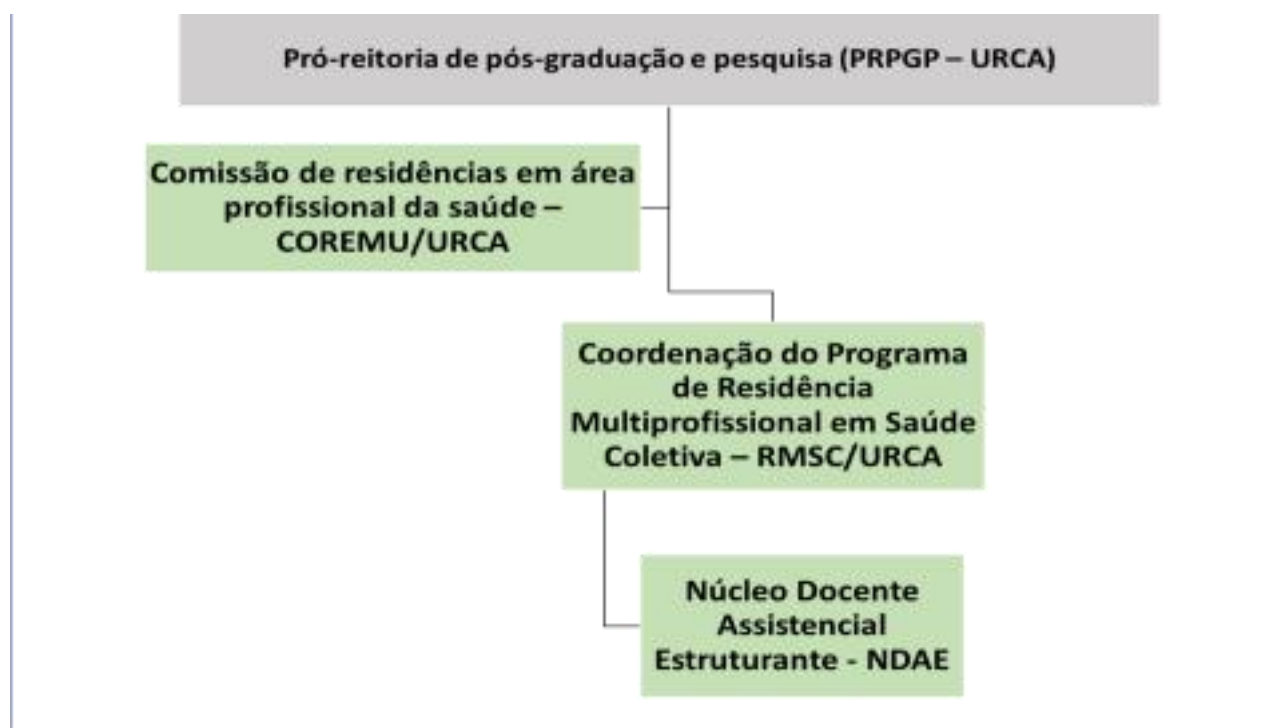 Pró-reitoria de pós-graduação e pesquisa (PRPGP – URCA)
Comissão de residências em área
profissional da saúde –
COREMU/URCA
Coordenação do Programa
de Residência
Multiprofissional em Saúde
Coletiva – RMSC/URCA
Núcleo Docente
Assistencial
Estruturante - NDAE